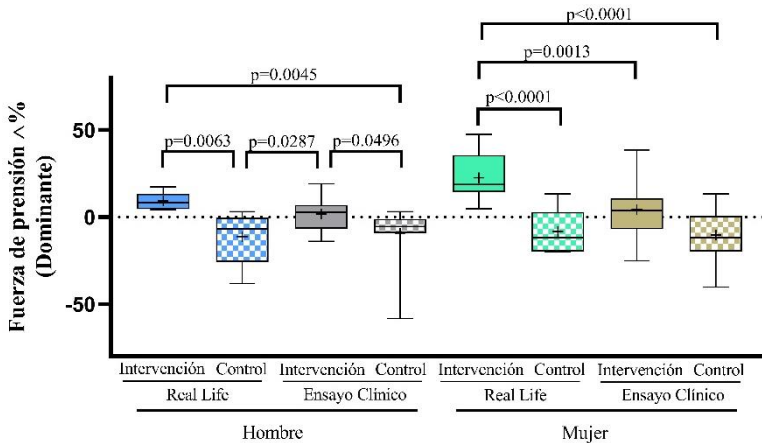 p<0.0001
p=0.0013
p=0.0045
p<0.0001
p=0.0063 p=0.0287 p=0.0496
Fuerza de prensión ^%
(Dominante)
50
0
-50
Intervención Control Intervención Control Intervención Control Intervención Control
Real Life Ensayo Clínico Real Life Ensayo Clínico
Hombre Mujer